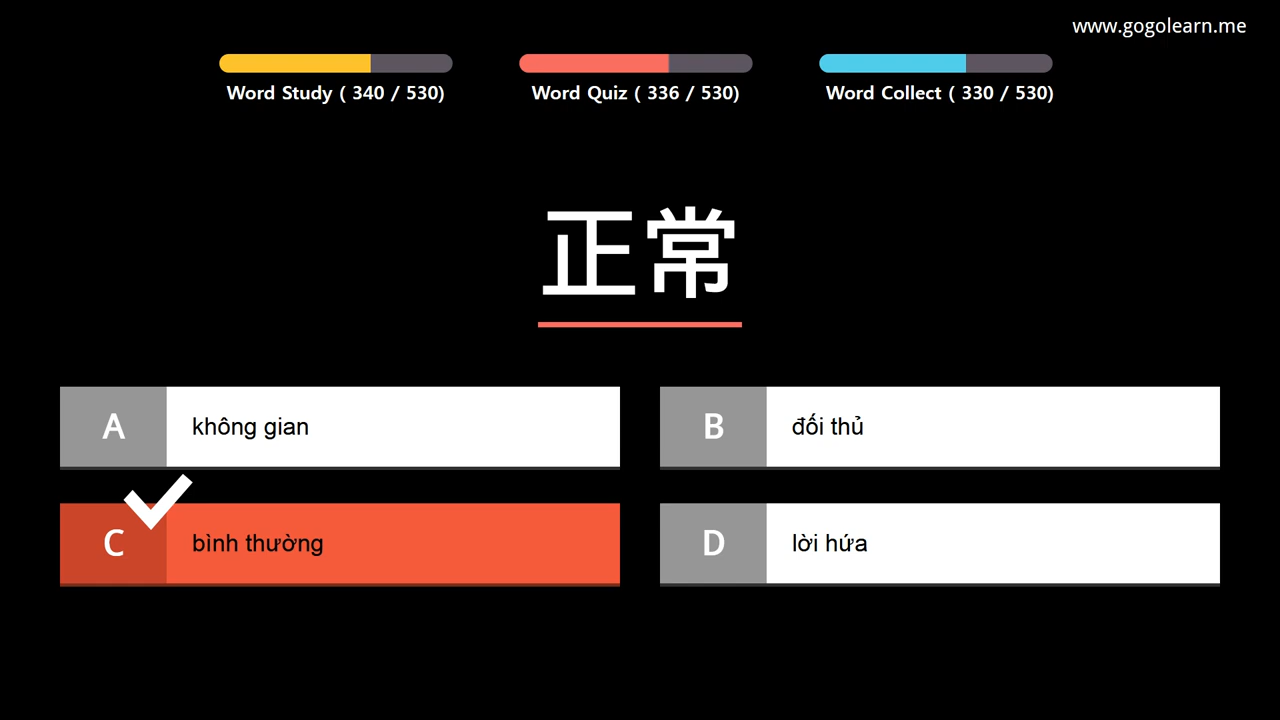 www.gogolearn.me
Word Study ( 340 / 530)
Word Quiz ( 336 / 530)
Word Collect ( 330 / 530)
正常
A
không gian
B
đối thủ
C
bình thường
D
lời hứa